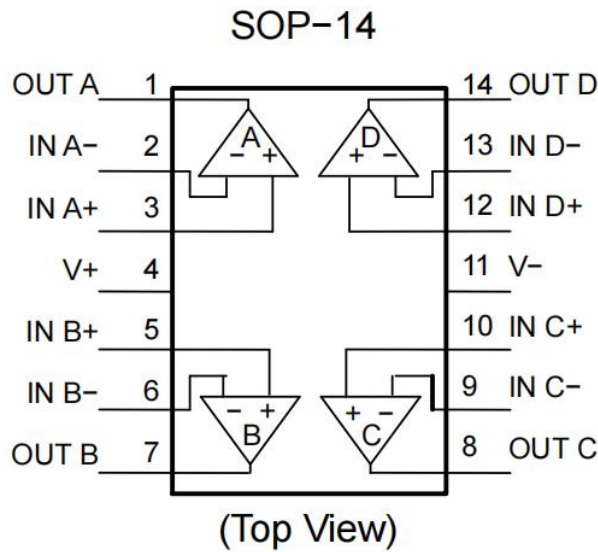 SOP-14
OUT A 1 14 OUT D
A D
IN A- 2 - + + - 13 IN D-
IN A+ 3 12 IN D+
V+ 4 11 V-
IN B+ 5 10 IN C+
IN B- 6 - + + - 9 IN C-
B C
OUT B 7 8 OUT C
(Top View)